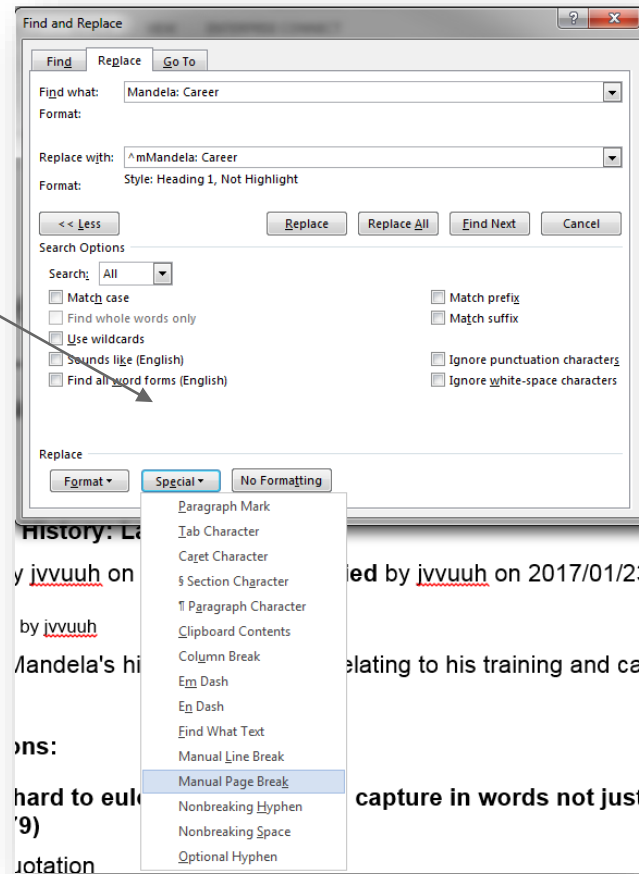 Find and Replace
Find Replace Go To
Find what: Mandela: Career
Format:
Replace with: ^mMandela: Career
Format: Style: Heading 1, Not Highlight
<< Less Replace Replace All Find Next Cancel
Search Options
Search: All
Match case Match prefix
Find whole words only Match suffix
Use wildcards
Sounds like (English) Ignore punctuation characters
Find all word forms (English) Ignore white-space characters
Replace
Format Special No Formatting
Paragraph Mark
Tab Character
Caret Character
§ Section Character
¶ Paragraph Character
Clipboard Contents
Column Break
Em Dash
En Dash
Find What Text
Manual Line Break
Manual Page Break
Nonbreaking Hyphen
Nonbreaking Space
Optional Hyphen
History:
y jvvuuh on ied by jvvuuh on 2017/01/23
by jvvuuh
Mandela's hi elating to his training and ca
ons:
hard to eul capture in words not just
79)
uotation